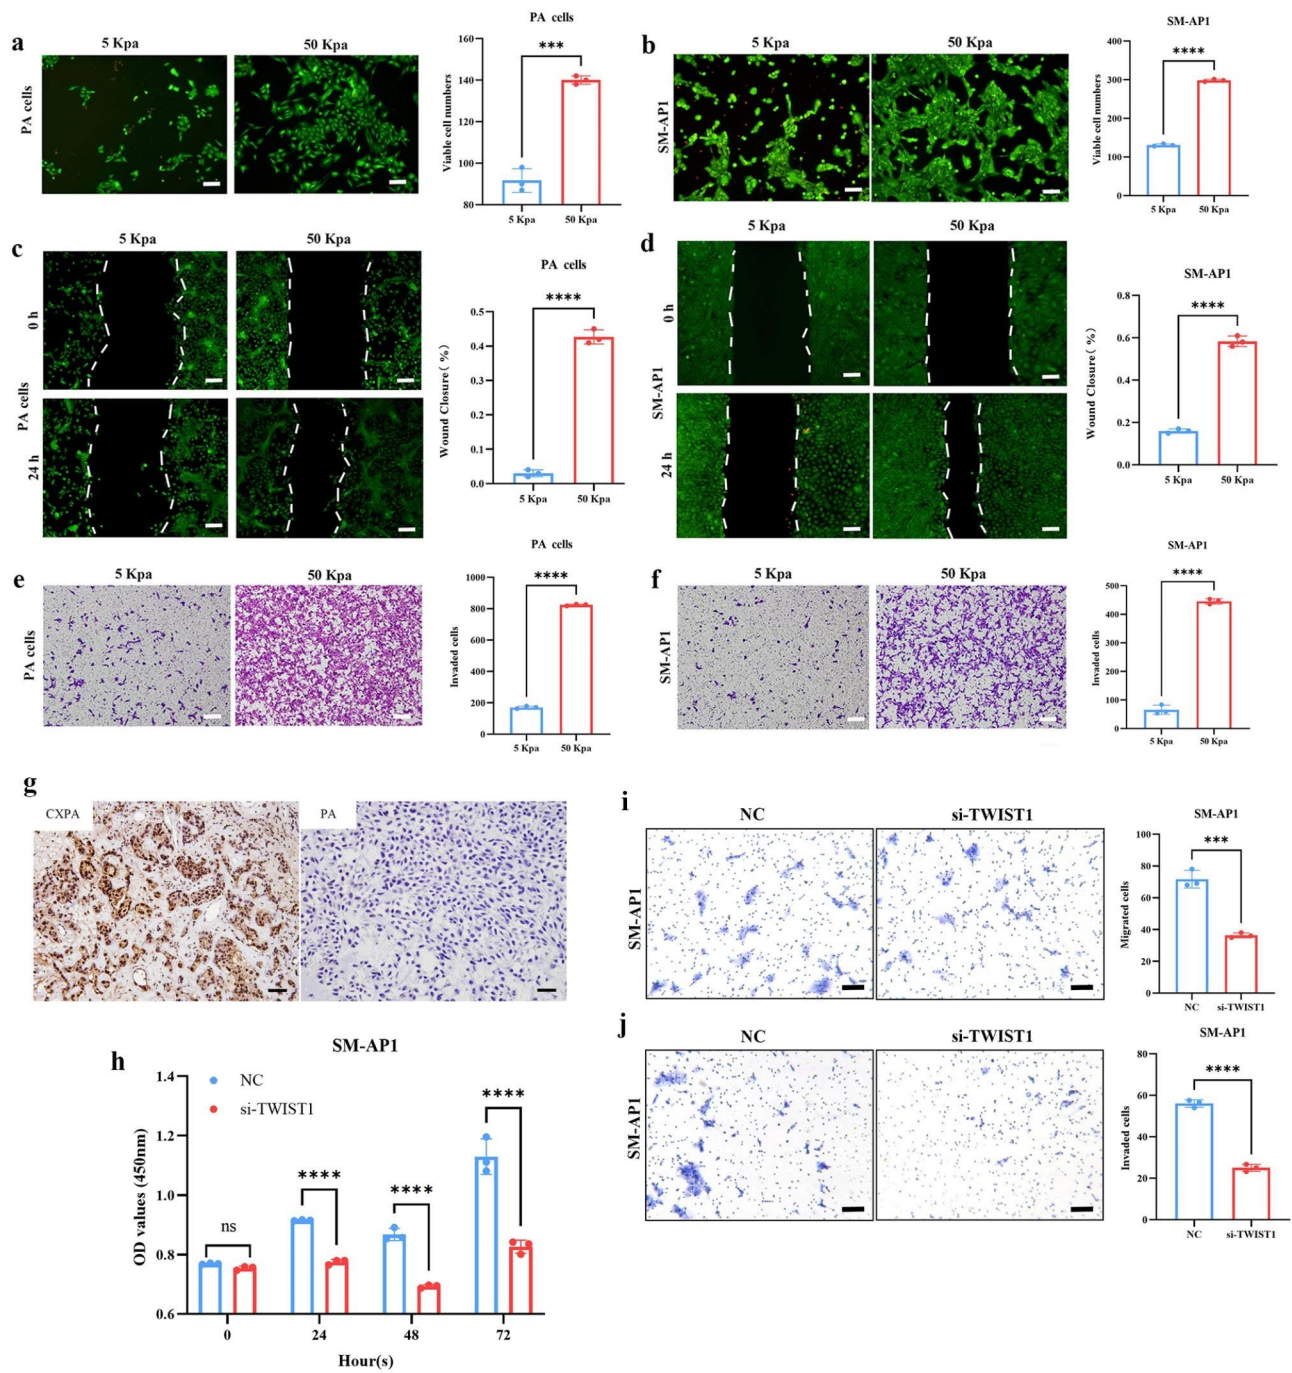 a
5 Kpa
50 Kpa
PA cells
PA cells
Viable cell numbers
160
140
120
100
80
***
5 Kpa
50 Kpa
b
5 Kpa
50 Kpa
SM-AP1
SM-AP1
Viable cell numbers
400
300
200
100
0
****
5 Kpa
50 Kpa
c
5 Kpa
50 Kpa
0 h
PA cells
24 h
PA cells
Wound Closure( %)
0.5
0.4
0.3
0.2
0.1
0.0
****
5 Kpa
50 Kpa
d
5 Kpa
50 Kpa
0 h
SM-AP1
24 h
SM-AP1
Wound Closure( %)
0.8
0.6
0.4
0.2
0.0
****
5 Kpa
50 Kpa
e
5 Kpa
50 Kpa
PA cells
PA cells
Invaded cells
1000
800
600
400
200
0
****
5 Kpa
50 Kpa
f
5 Kpa
50 Kpa
SM-AP1
SM-AP1
Invaded cells
500
400
300
200
100
0
****
5 Kpa
50 Kpa
g
CXPA
PA
h
SM-AP1
NC
si-TWIST1
OD values (450nm)
1.4
1.2
1.0
0.8
0.6
ns
****
****
****
0
24
48
72
Hour(s)
i
NC
si-TWIST1
SM-AP1
SM-AP1
Migrated cells
100
80
60
40
20
0
***
NC
si-TWIST1
j
NC
si-TWIST1
SM-AP1
SM-AP1
Invaded cells
80
60
40
20
0
****
NC
si-TWIST1